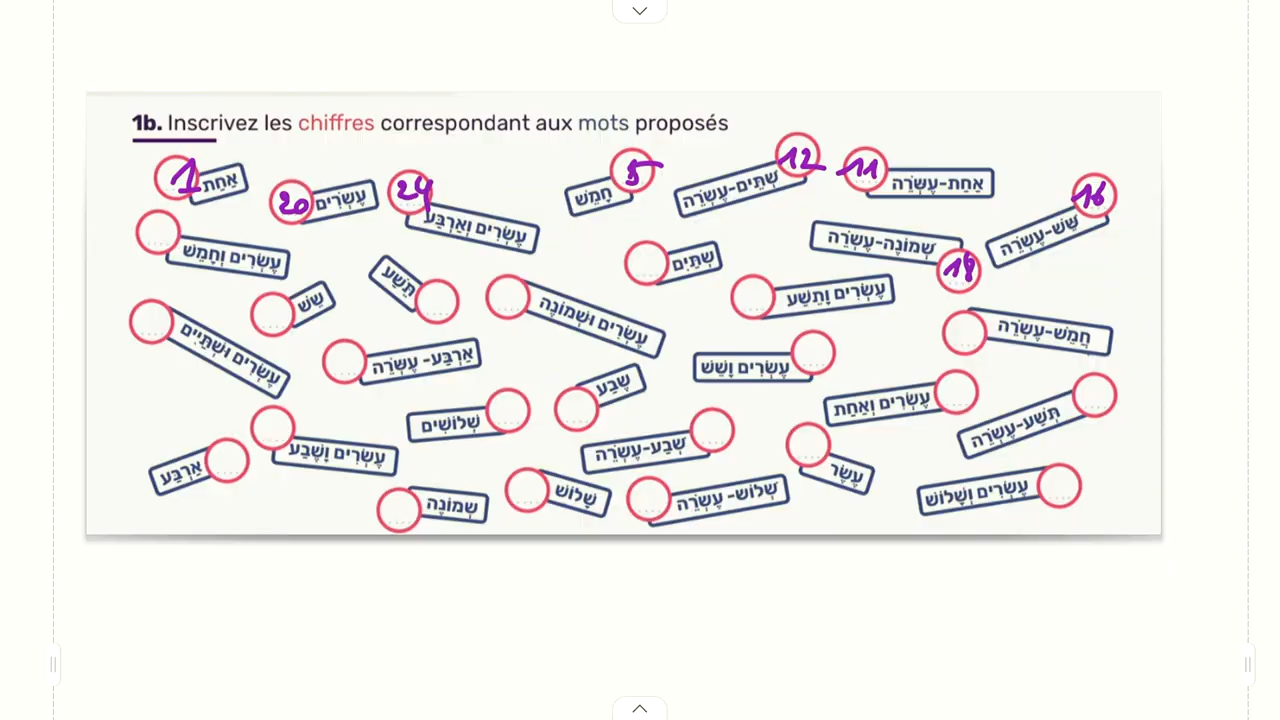 1b. Inscrivez les chiffres correspondant aux mots proposés
1 אַחַת
20 עֶשְׂרִים
24 עֶשְׂרִים וְאַרְבַּע
5 חָמֵשׁ
12 שְׁתֵּים-עֶשְׂרֵה
11 אַחַת-עֶשְׂרֵה
16 שֵׁשׁ-עֶשְׂרֵה
עֶשְׂרִים וְחָמֵשׁ
שְׁתַּיִם
18 שְׁמוֹנֶה-עֶשְׂרֵה
שֵׁשׁ
תֵּשַׁע
עֶשְׂרִים וּשְׁמוֹנֶה
עֶשְׂרִים וָתֵשַׁע
חֲמֵשׁ-עֶשְׂרֵה
עֶשְׂרִים וּשְׁתַּיִים
אַרְבַּע- עֶשְׂרֵה
שֶׁבַע
עֶשְׂרִים וָשֵׁשׁ
עֶשְׂרִים וְאַחַת
תְּשַׁע-עֶשְׂרֵה
שְׁלוֹשִׁים
אַרְבַּע
עֶשְׂרִים וָשֶׁבַע
שְׁבַע-עֶשְׂרֵה
עֶשֶׂר
עֶשְׂרִים וְשָׁלוֹשׁ
שְׁמוֹנֶה
שָׁלוֹשׁ
שְׁלוֹשׁ- עֶשְׂרֵה